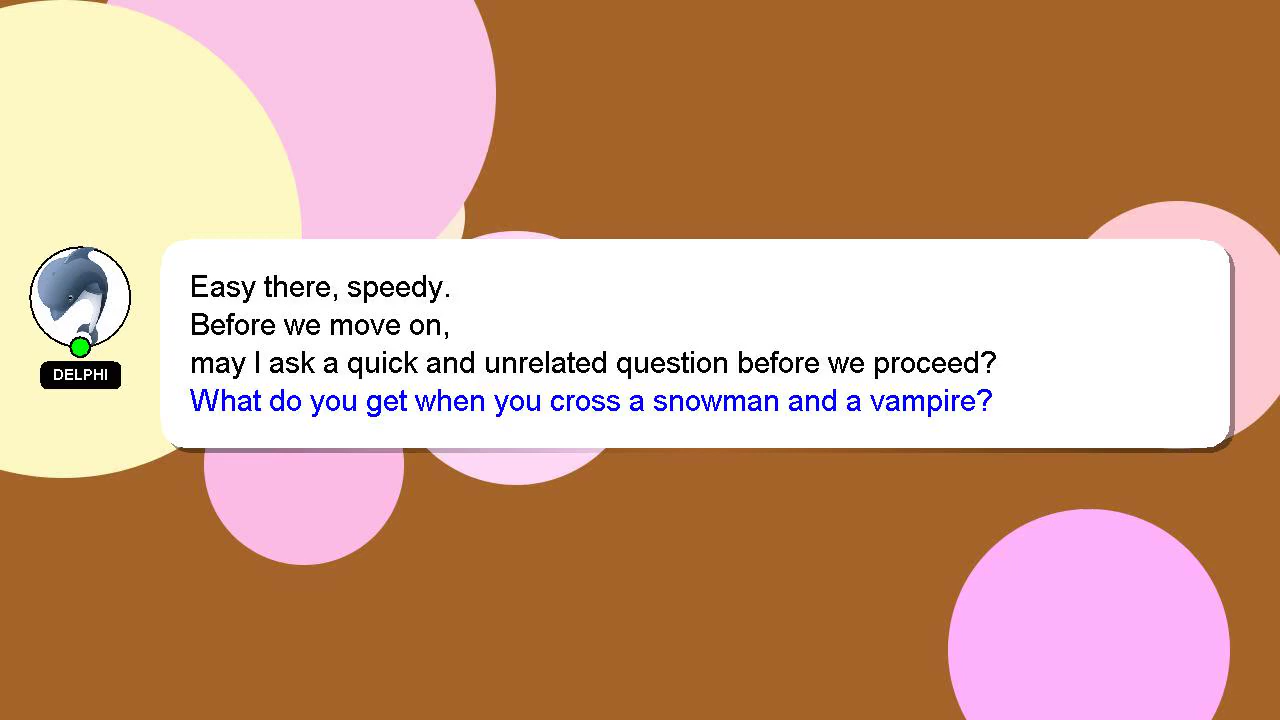 Easy there, speedy.
Before we move on,
may I ask a quick and unrelated question before we proceed?
What do you get when you cross a snowman and a vampire?
DELPHI